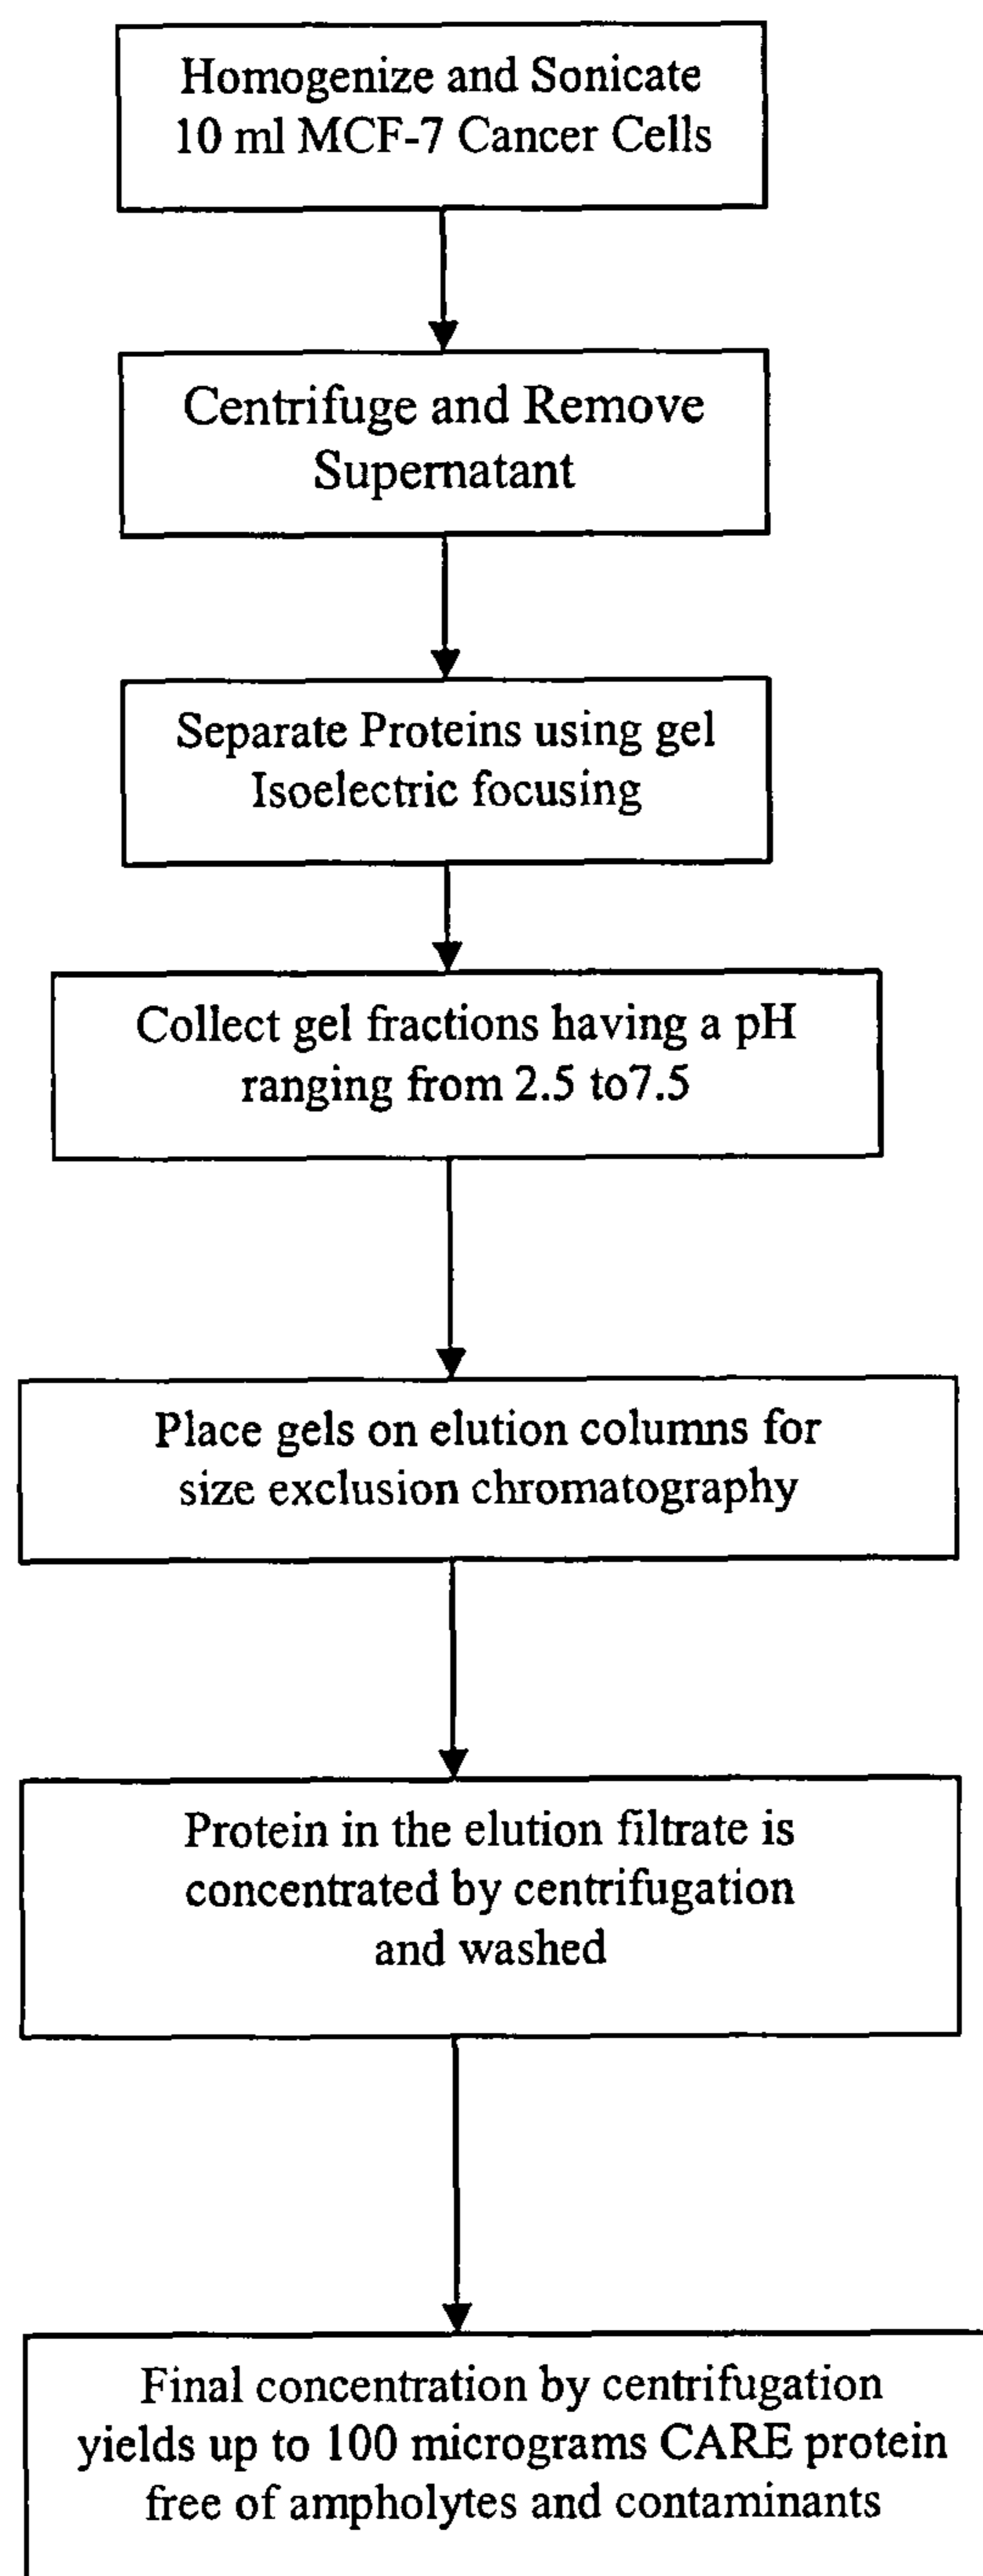 Homogenize and Sonicate
10 ml MCF-7 Cancer Cells
Centrifuge and Remove
Supernatant
Separate Proteins using gel
Isoelectric focusing
Collect gel fractions having a pH
ranging from 2.5 to7.5
Place gels on elution columns for
size exclusion chromatography
Protein in the elution filtrate is
concentrated by centrifugation
and washed
Final concentration by centrifugation
yields up to 100 micrograms CARE protein
free of ampholytes and contaminants